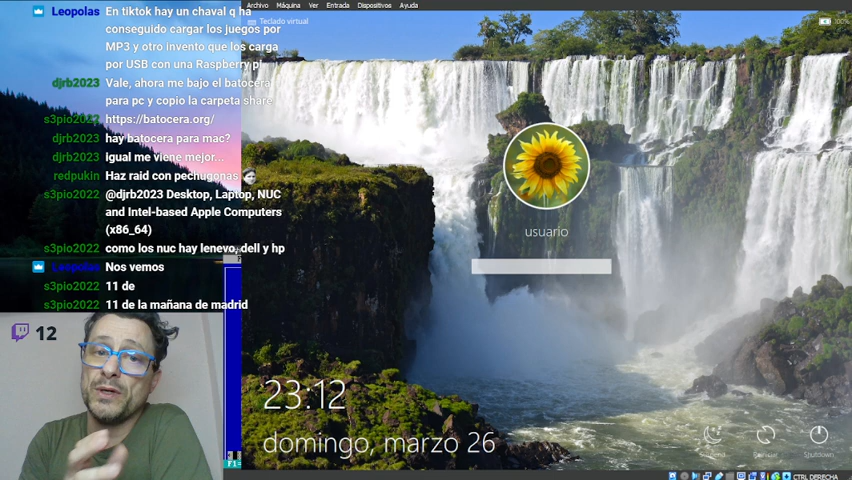 Leopolas En tiktok hay un chaval q ha
conseguido cargar los juegos por
MP3 y otro invento que los carga
por USB con una Raspberry pI
djrb2023 Vale, ahora me bajo el batocera
para pc y copio la carpeta share
s3pio2022 https://batocera.org/
djrb2023 hay batocera para mac?
djrb2023 Igual me viene mejor...
redpukin Haz raid con pechugonas
s3pio2022 @djrb2023 Desktop, Laptop, NUC
and Intel-based Apple Computers
(x86_64)
s3pio2022 como los nuc hay lenevo, dell y hp
Leopolas Nos vemos
s3pio2022 11 de
s3pio2022 11 de la mañana de madrid
12
F1=
Archivo Máquina Ver Entrada Dispositivos Ayuda
Teclado virtual
100%
usuario
23:12
domingo, marzo 26
Suspend Reiniciar Shutdown
CTRL DERECHA